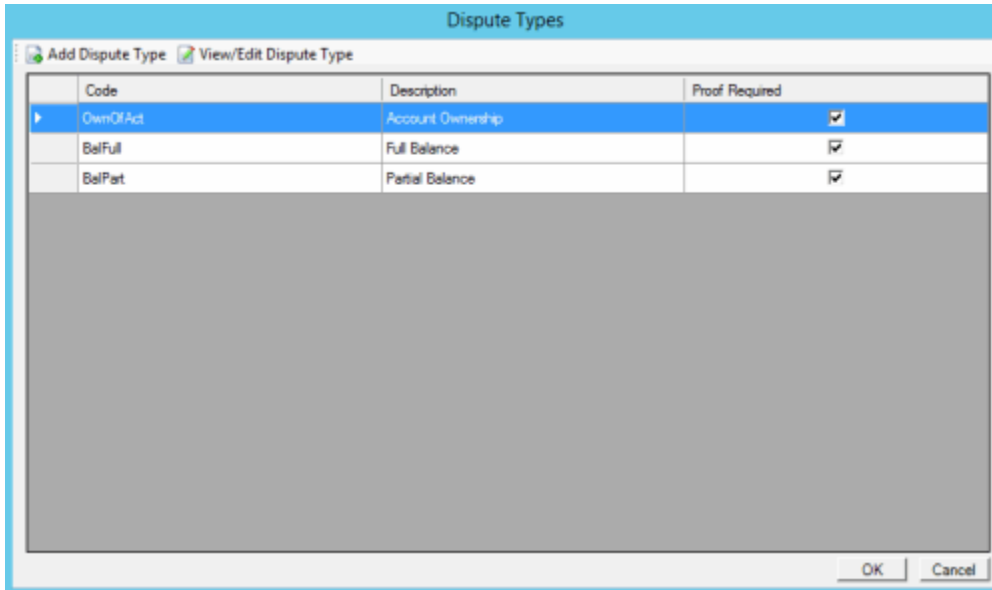 Dispute Types
Add Dispute Type View/Edit Dispute Type
Code Description Proof Required
OwnOfAct Account Ownership
BalFull Full Balance
BalPart Partial Balance
OK Cancel